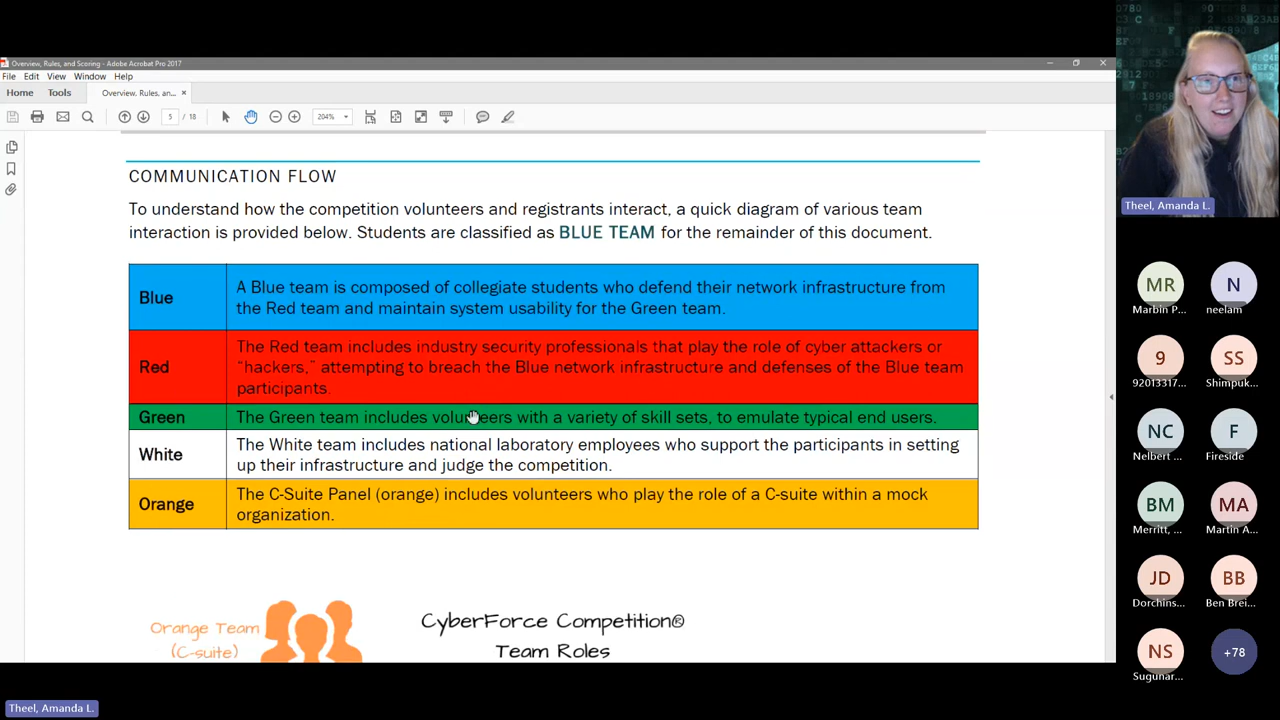 Overview, Rules, and Scoring - Adobe Acrobat Pro 2017
File Edit View Window Help
Home Tools Overview, Rules, an... ×
5 / 18 204%
COMMUNICATION FLOW
To understand how the competition volunteers and registrants interact, a quick diagram of various team
interaction is provided below. Students are classified as BLUE TEAM for the remainder of this document.
Blue
A Blue team is composed of collegiate students who defend their network infrastructure from
the Red team and maintain system usability for the Green team.
Red
The Red team includes industry security professionals that play the role of cyber attackers or
“hackers,” attempting to breach the Blue network infrastructure and defenses of the Blue team
participants.
Green
The Green team includes volunteers with a variety of skill sets, to emulate typical end users.
White
The White team includes national laboratory employees who support the participants in setting
up their infrastructure and judge the competition.
Orange
The C-Suite Panel (orange) includes volunteers who play the role of a C-suite within a mock
organization.
Orange Team
(C-suite)
CyberForce Competition®
Team Roles
Theel, Amanda L.
MR N
Marbin P... neelam
9 SS
92013317... Shimpuk...
NC F
Nelbert ... Fireside
BM MA
Merritt, ... Martin A...
JD BB
Dorchins... Ben Brei...
NS +78
Sugunar...
Theel, Amanda L.